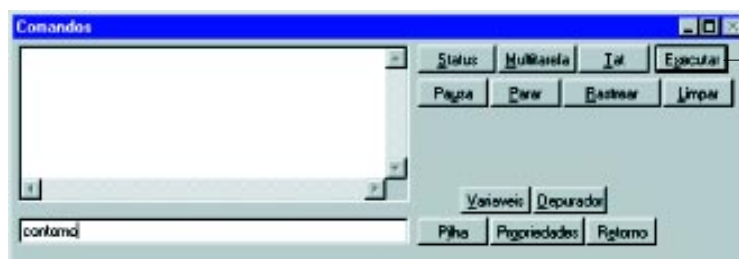 Comandos
Status Multitarefa Tat Executar
Pausa Parar Rastrear Limpar
Variaveis Depurador
contorno
Pilha Propriedades Retorno